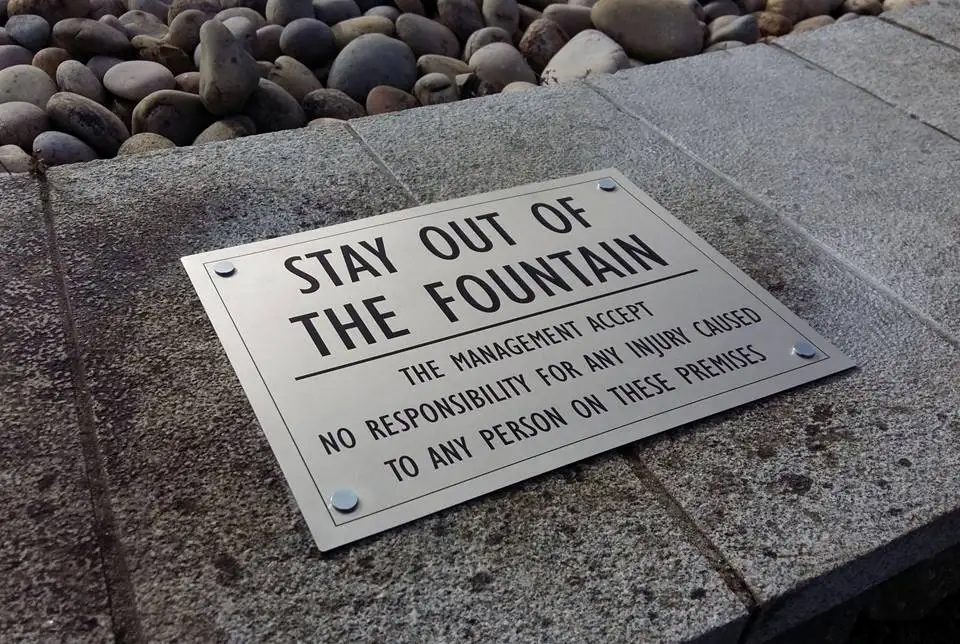 STAY OUT OF
THE FOUNTAIN
THE MANAGEMENT ACCEPT
NO RESPONSIBILITY FOR ANY INJURY CAUSED
TO ANY PERSON ON THESE PREMISES